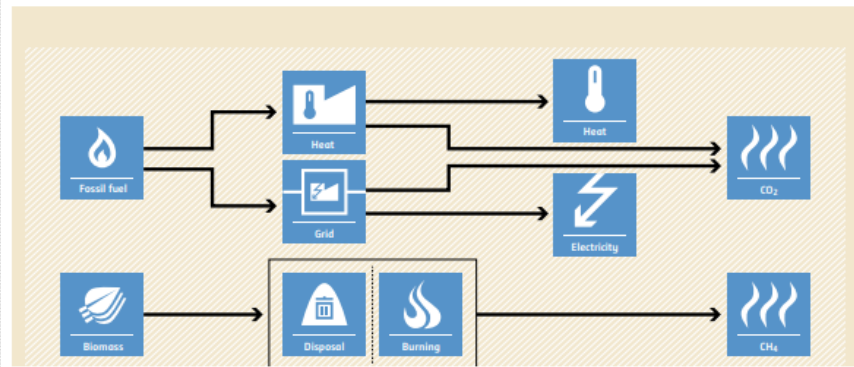 Heat
Heat
Fossil fuel
CO₂
Grid
Electricity
Biomass
Disposal
Burning
CH₄